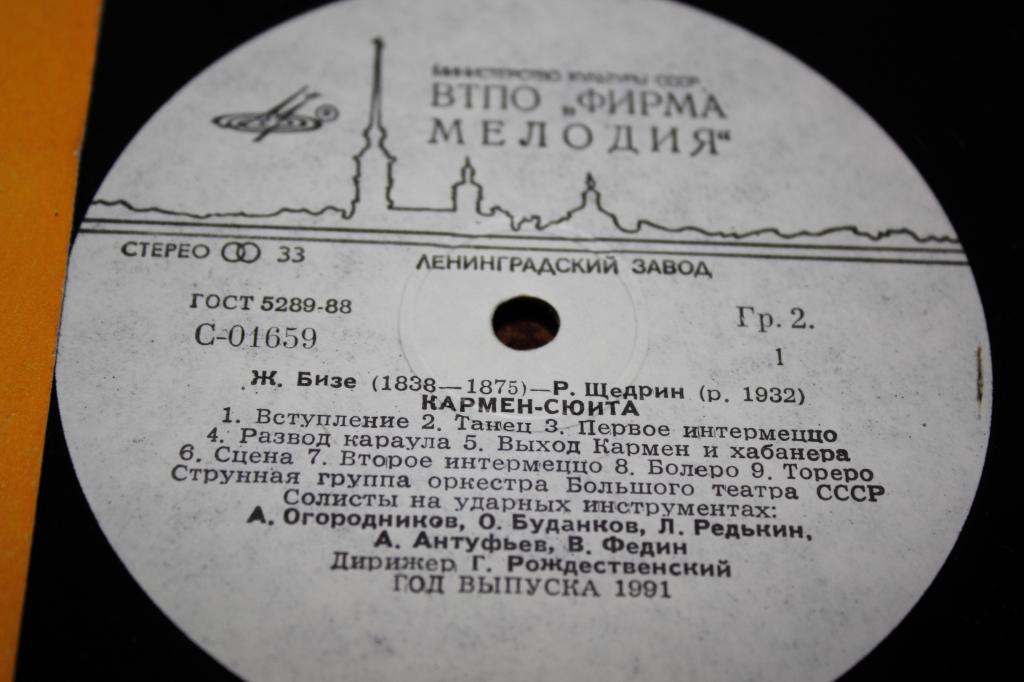 МИНИСТЕРСТВО КУЛЬТУРЫ СССР
ВТПО „ФИРМА
МЕЛОДИЯ“
СТЕРЕО 33
ЛЕНИНГРАДСКИЙ ЗАВОД
ГОСТ 5289-88
Гр. 2.
С-01659
1
Ж. Бизе (1838—1875)—Р. Щедрин (р. 1932)
КАРМЕН-СЮИТА
1. Вступление 2. Танец 3. Первое интермеццо
4. Развод караула 5. Выход Кармен и хабанера
6. Сцена 7. Второе интермеццо 8. Болеро 9. Тореро
Струнная группа оркестра Большого театра СССР
Солисты на ударных инструментах:
А. Огородников, О. Буданков, Л. Редькин,
А. Антуфьев, В. Федин
Дирижер Г. Рождественский
ГОД ВЫПУСКА 1991